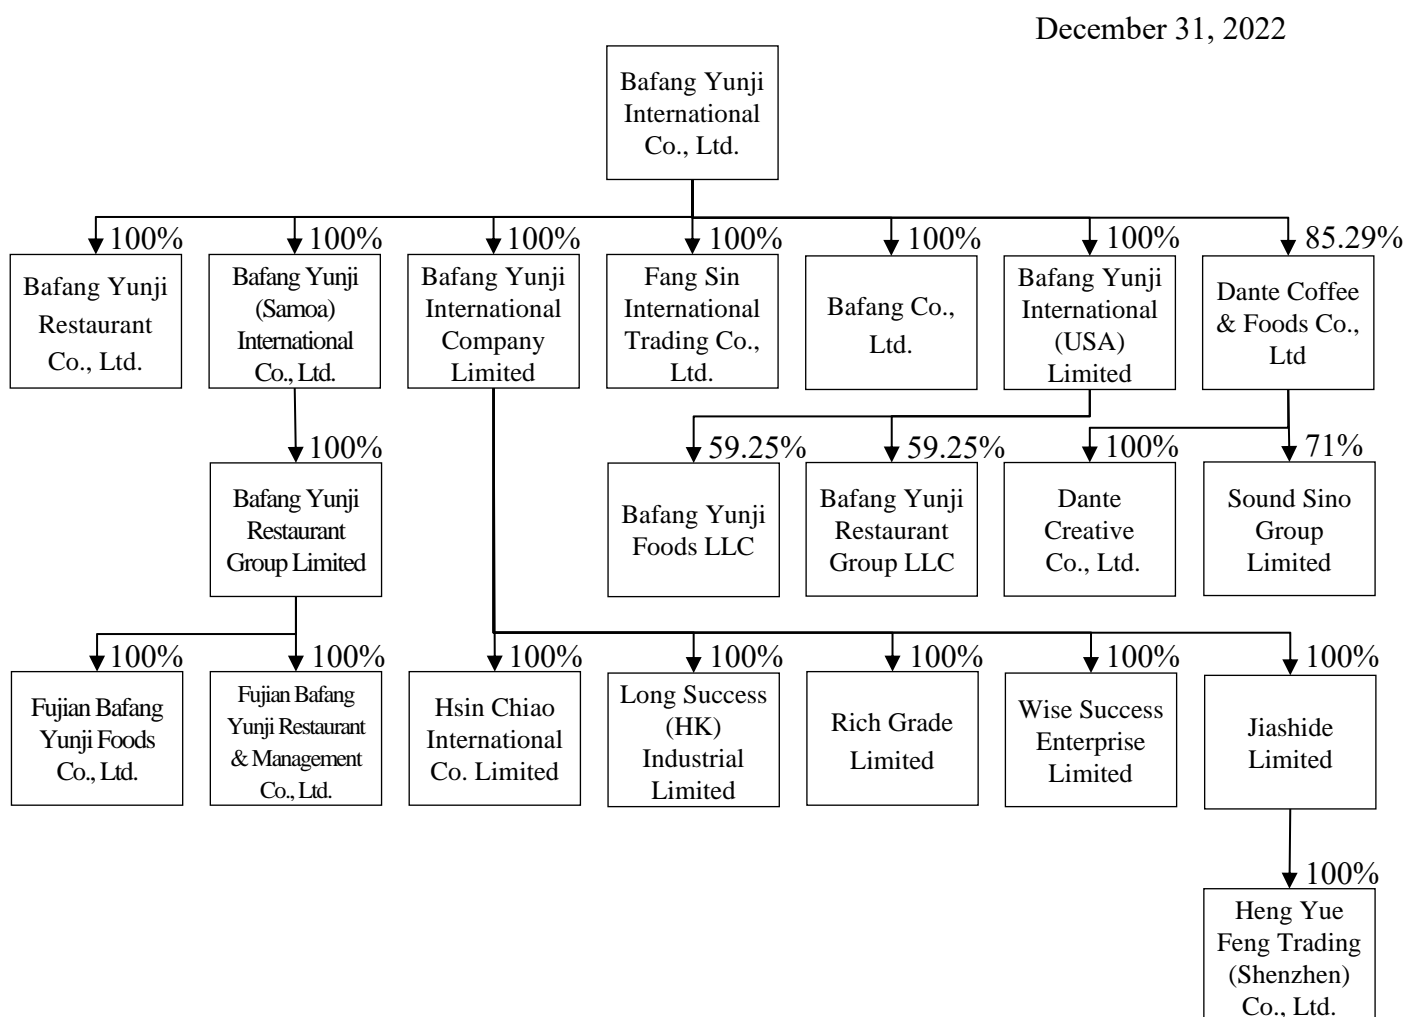 December 31, 2022
Bafang Yunji
International
Co., Ltd.
100%
100%
100%
100%
100%
100%
85.29%
Bafang Yunji
Restaurant
Co., Ltd.
Bafang Yunji
(Samoa)
International
Co., Ltd.
Bafang Yunji
International
Company
Limited
Fang Sin
International
Trading Co.,
Ltd.
Bafang Co.,
Ltd.
Bafang Yunji
International
(USA)
Limited
Dante Coffee
& Foods Co.,
Ltd
100%
59.25%
59.25%
100%
71%
Bafang Yunji
Restaurant
Group Limited
Bafang Yunji
Foods LLC
Bafang Yunji
Restaurant
Group LLC
Dante
Creative
Co., Ltd.
Sound Sino
Group
Limited
100%
100%
100%
100%
100%
100%
100%
Fujian Bafang
Yunji Foods
Co., Ltd.
Fujian Bafang
Yunji Restaurant
& Management
Co., Ltd.
Hsin Chiao
International
Co. Limited
Long Success
(HK)
Industrial
Limited
Rich Grade
Limited
Wise Success
Enterprise
Limited
Jiashide
Limited
100%
Heng Yue
Feng Trading
(Shenzhen)
Co., Ltd.